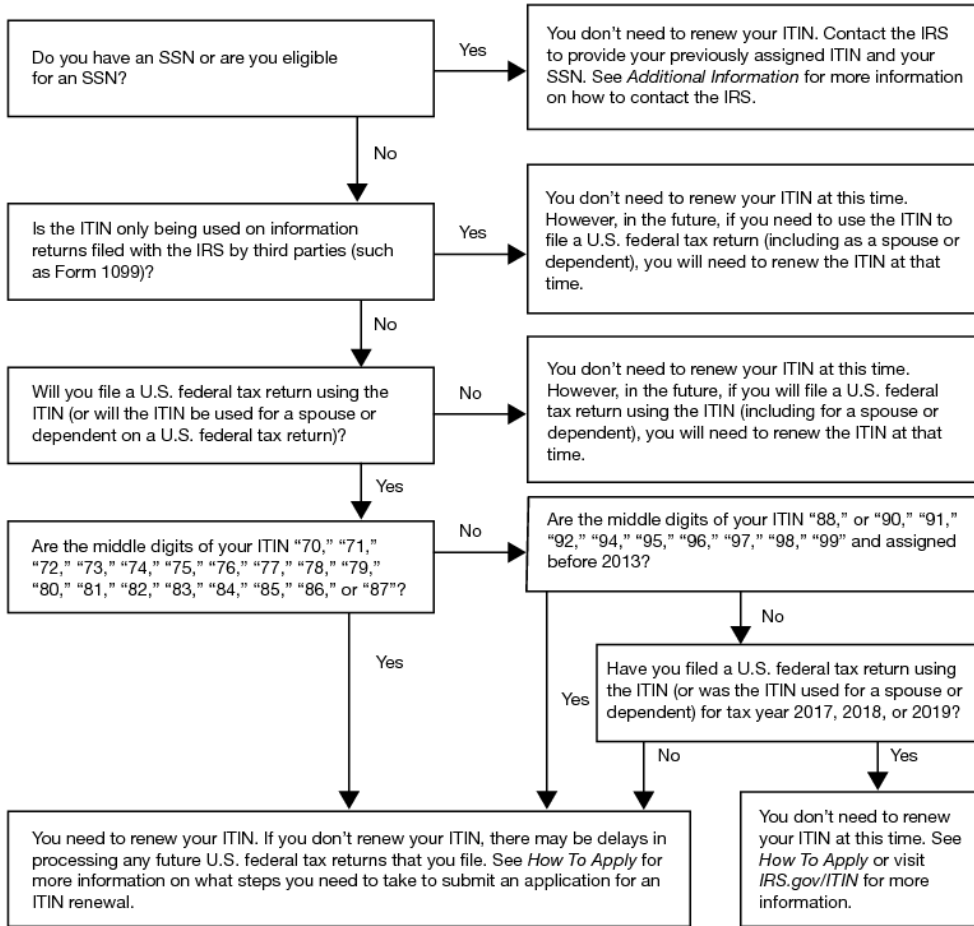 Do you have an SSN or are you eligible
for an SSN?
Yes
You don’t need to renew your ITIN. Contact the IRS
to provide your previously assigned ITIN and your
SSN. See Additional Information for more information
on how to contact the IRS.
No
Is the ITIN only being used on information
returns filed with the IRS by third parties (such
as Form 1099)?
Yes
You don’t need to renew your ITIN at this time.
However, in the future, if you need to use the ITIN to
file a U.S. federal tax return (including as a spouse or
dependent), you will need to renew the ITIN at that
time.
No
Will you file a U.S. federal tax return using the
ITIN (or will the ITIN be used for a spouse or
dependent on a U.S. federal tax return)?
No
You don’t need to renew your ITIN at this time.
However, in the future, if you will file a U.S. federal
tax return using the ITIN (including for a spouse or
dependent), you will need to renew the ITIN at that
time.
Yes
Are the middle digits of your ITIN “70,” “71,”
“72,” “73,” “74,” “75,” “76,” “77,” “78,” “79,”
“80,” “81,” “82,” “83,” “84,” “85,” “86,” or “87”?
No
Are the middle digits of your ITIN “88,” or “90,” “91,”
“92,” “94,” “95,” “96,” “97,” “98,” “99” and assigned
before 2013?
No
Yes
Have you filed a U.S. federal tax return using
the ITIN (or was the ITIN used for a spouse or
dependent) for tax year 2017, 2018, or 2019?
Yes
No
Yes
You need to renew your ITIN. If you don’t renew your ITIN, there may be delays in
processing any future U.S. federal tax returns that you file. See How To Apply for
more information on what steps you need to take to submit an application for an
ITIN renewal.
You don’t need to renew
your ITIN at this time. See
How To Apply or visit
IRS.gov/ITIN for more
information.